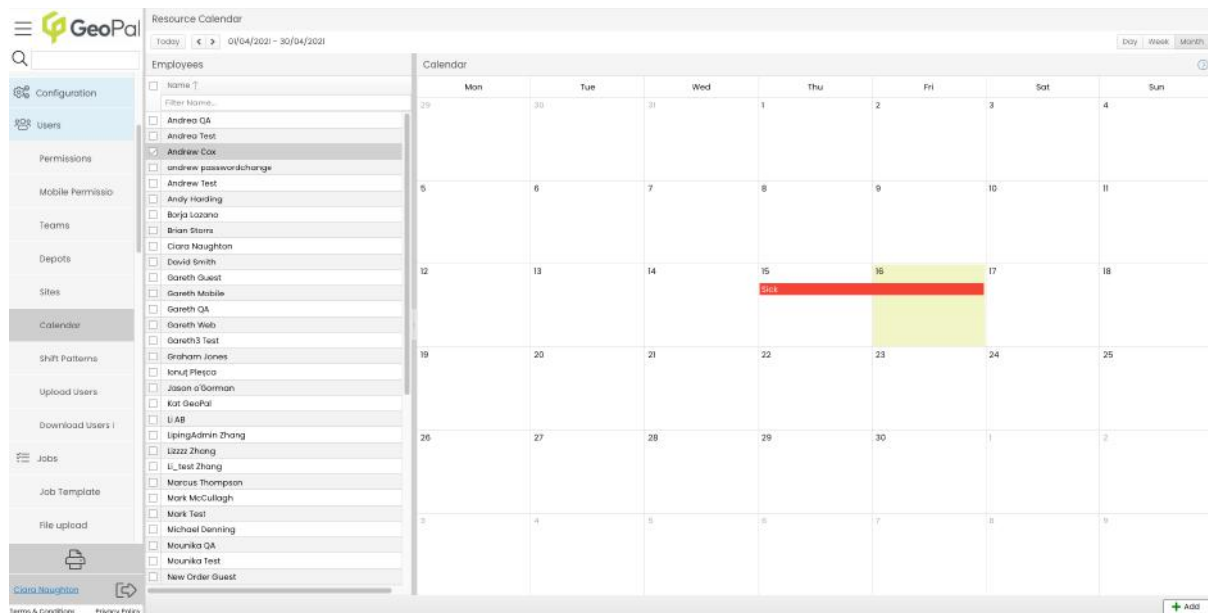 GeoPal
Configuration
Users
Permissions
Mobile Permissio
Teams
Depots
Sites
Calendar
Shift Patterns
Upload Users
Download Users i
Jobs
Job Template
File upload
Ciara Naughton
Terms & Conditions Privacy Policy
Resource Calendar
Today < > 01/04/2021 - 30/04/2021
Day Week Month
Employees
Name ↑
Filter Name...
Andrea QA
Andrea Test
Andrew Cox
andrew passwordchange
Andrew Test
Andy Harding
Borja Lozano
Brian Storrs
Ciara Naughton
David Smith
Gareth Guest
Gareth Mobile
Gareth QA
Gareth Web
Gareth3 Test
Graham Jones
Ionuț Pleșca
Jason o'Gorman
Kat GeoPal
Li AB
LipingAdmin Zhang
Lizzzz Zhang
Li_test Zhang
Marcus Thompson
Mark McCullagh
Mark Test
Michael Denning
Mounika QA
Mounika Test
New Order Guest
Calendar
Mon Tue Wed Thu Fri Sat Sun
29 30 31 1 2 3 4
5 6 7 8 9 10 11
12 13 14 15 16 17 18
Sick
19 20 21 22 23 24 25
26 27 28 29 30 1 2
3 4 5 6 7 8 9
+ Add